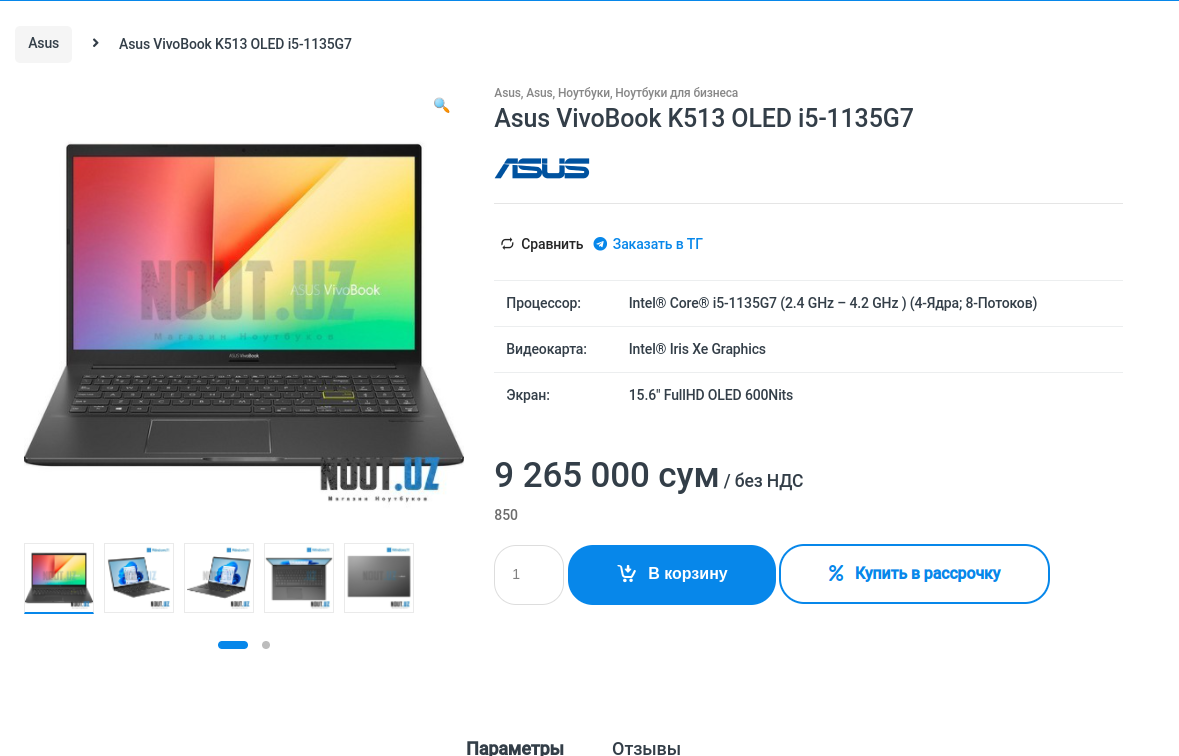 Asus
Asus VivoBook K513 OLED i5-1135G7
Asus, Asus, Ноутбуки, Ноутбуки для бизнеса
Asus VivoBook K513 OLED i5-1135G7
ASUS
Сравнить
Заказать в ТГ
Процессор: Intel® Core® i5-1135G7 (2.4 GHz – 4.2 GHz ) (4-Ядра; 8-Потоков)
Видеокарта: Intel® Iris Xe Graphics
Экран: 15.6" FullHD OLED 600Nits
9 265 000 сум / без НДС
850
1
В корзину
Купить в рассрочку
NOUT.UZ
Магазин Ноутбуков
ASUS VivoBook
ASUS VivoBook
NOUT.UZ
Магазин Ноутбуков
Параметры
Отзывы